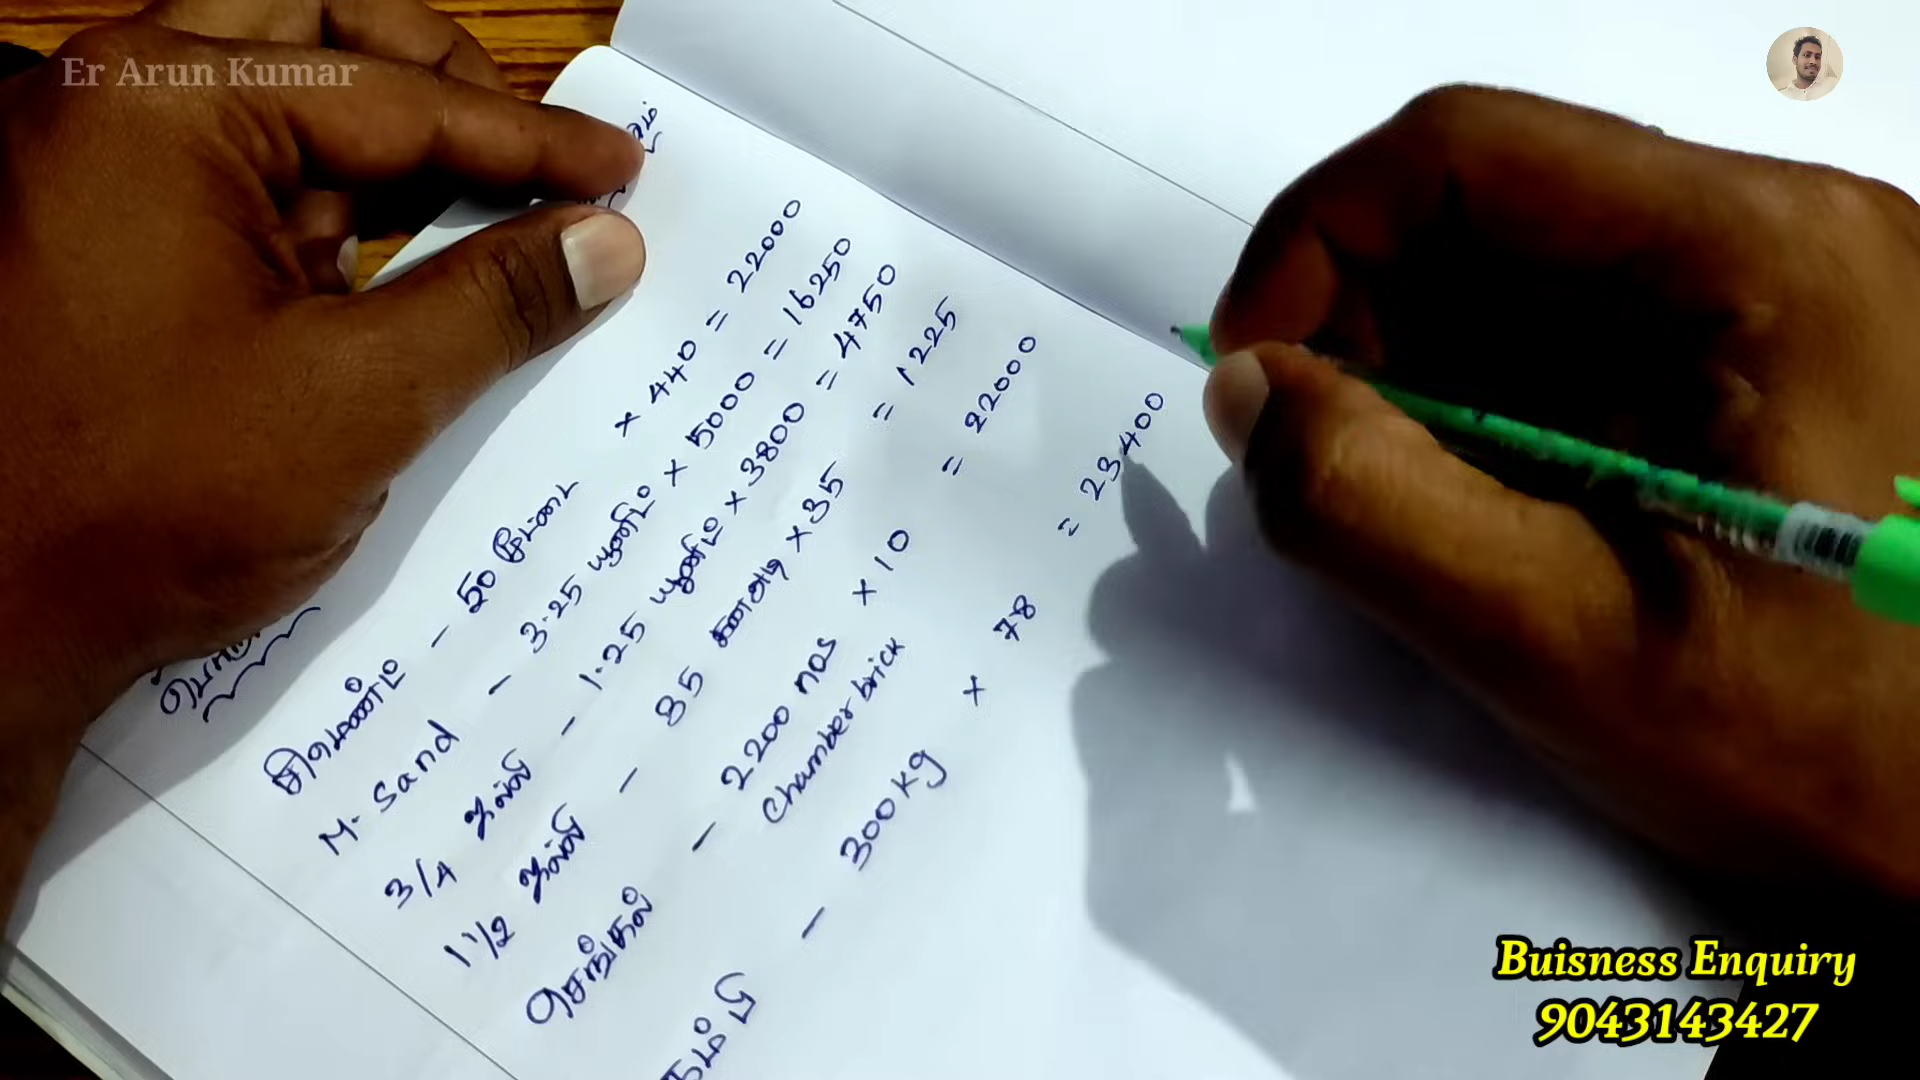 Er Arun Kumar
சிமெண்ட் - 50 மூட்டை × 440 = 22000
M. Sand - 3.25 யூனிட் × 5000 = 16250
3/4 ஜல்லி - 1.25 யூனிட் × 3800 = 4750
1 1/2 ஜல்லி - 35 கனஅடி × 35 = 1225
செங்கல் - 2200 nos × 10 = 22000
Chamber brick
கம்பி - 300 kg × 78 = 23400
Buisness Enquiry
9043143427